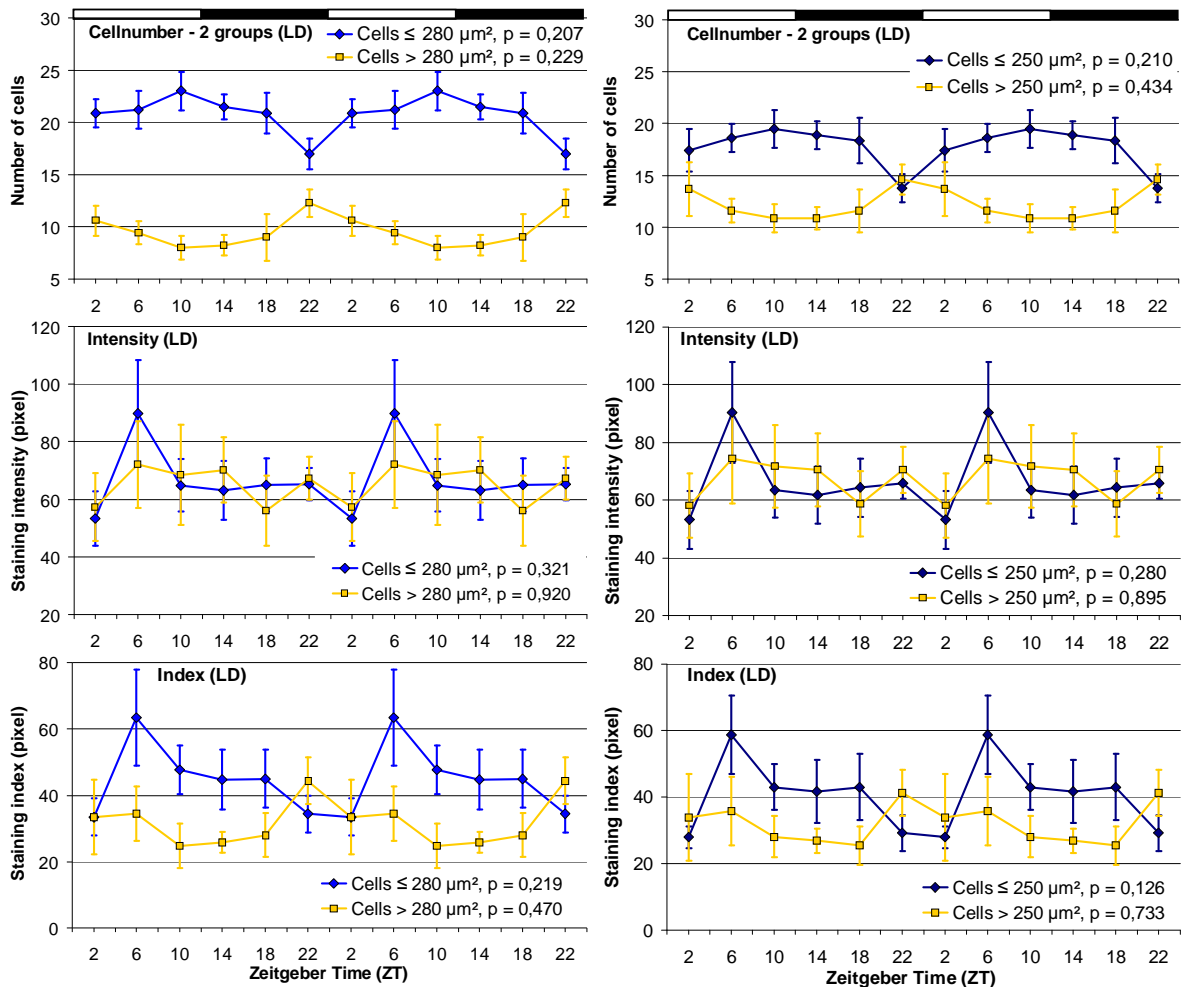 Cellnumber - 2 groups (LD)
Cells ≤ 280 µm², p = 0,207
Cells > 280 µm², p = 0,229
Number of cells
30
25
20
15
10
5
2 6 10 14 18 22 2 6 10 14 18 22
Cellnumber - 2 groups (LD)
Cells ≤ 250 µm², p = 0,210
Cells > 250 µm², p = 0,434
Number of cells
30
25
20
15
10
5
2 6 10 14 18 22 2 6 10 14 18 22
Intensity (LD)
Staining intensity (pixel)
120
100
80
60
40
20
Cells ≤ 280 µm², p = 0,321
Cells > 280 µm², p = 0,920
2 6 10 14 18 22 2 6 10 14 18 22
Intensity (LD)
Staining intensity (pixel)
120
100
80
60
40
20
Cells ≤ 250 µm², p = 0,280
Cells > 250 µm², p = 0,895
2 6 10 14 18 22 2 6 10 14 18 22
Index (LD)
Staining index (pixel)
80
60
40
20
0
Cells ≤ 280 µm², p = 0,219
Cells > 280 µm², p = 0,470
2 6 10 14 18 22 2 6 10 14 18 22
Zeitgeber Time (ZT)
Index (LD)
Staining index (pixel)
80
60
40
20
0
Cells ≤ 250 µm², p = 0,126
Cells > 250 µm², p = 0,733
2 6 10 14 18 22 2 6 10 14 18 22
Zeitgeber Time (ZT)